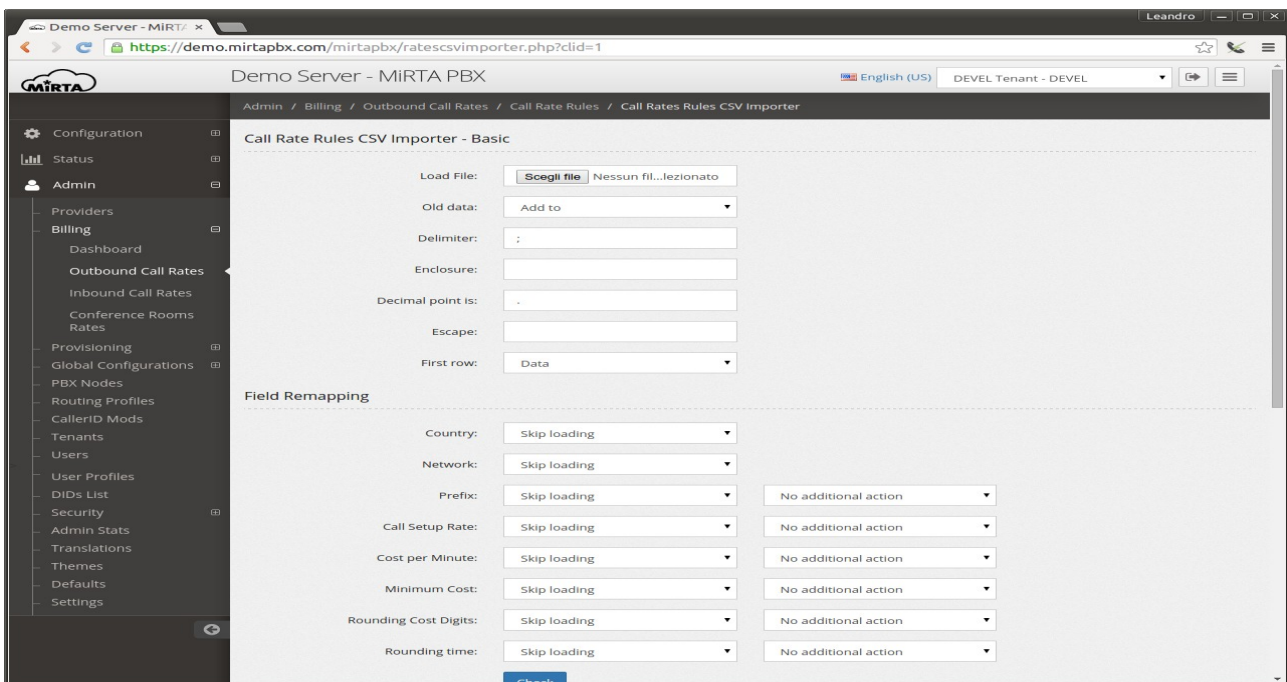 Leandro
Demo Server - MiRTA
https://demo.mirtapbx.com/mirtapbx/ratescsvimporter.php?clid=1
MiRTA
Demo Server - MiRTA PBX
English (US)
DEVEL Tenant - DEVEL
Admin / Billing / Outbound Call Rates / Call Rate Rules / Call Rates Rules CSV Importer
Configuration
Status
Admin
Providers
Billing
Dashboard
Outbound Call Rates
Inbound Call Rates
Conference Rooms
Rates
Provisioning
Global Configurations
PBX Nodes
Routing Profiles
CallerID Mods
Tenants
Users
User Profiles
DIDs List
Security
Admin Stats
Translations
Themes
Defaults
Settings
Call Rate Rules CSV Importer - Basic
Load File: Scegli file Nessun fil...lezionato
Old data: Add to
Delimiter: ;
Enclosure:
Decimal point is: .
Escape:
First row: Data
Field Remapping
Country: Skip loading
Network: Skip loading
Prefix: Skip loading No additional action
Call Setup Rate: Skip loading No additional action
Cost per Minute: Skip loading No additional action
Minimum Cost: Skip loading No additional action
Rounding Cost Digits: Skip loading No additional action
Rounding time: Skip loading No additional action
Check